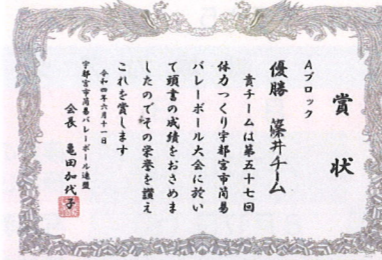 賞状
Aブロック
優勝 簗井チーム
貴チームは第五十七回
体力つくり宇都宮市簡易
バレーボール大会に於い
て頭書の成績をおさめま
したのでその栄誉を讃え
これを賞します
令和四年六月十一日
宇都宮市簡易バレーボール連盟
会長 亀田加代子